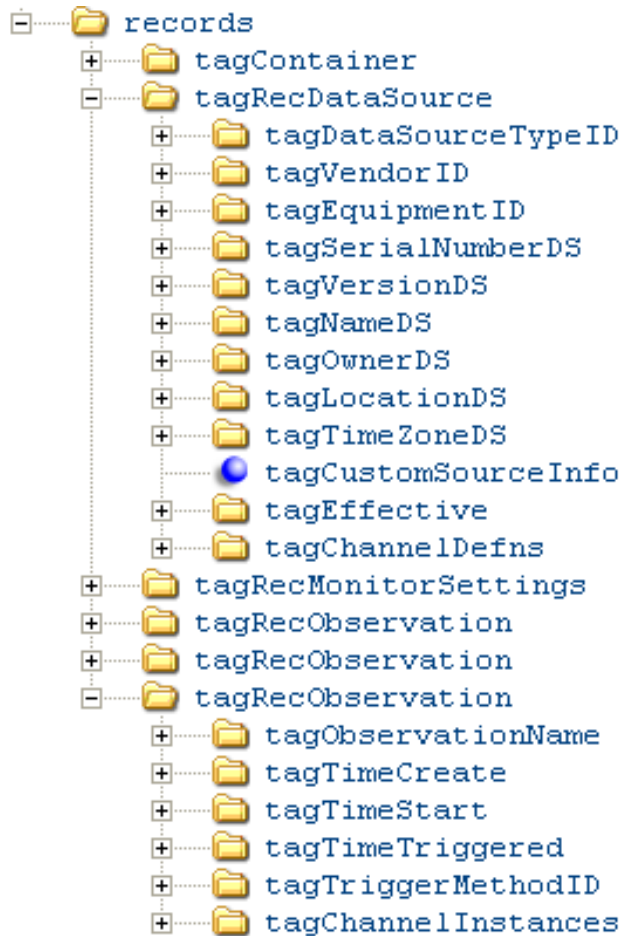 records
tagContainer
tagRecDataSource
tagDataSourceTypeID
tagVendorID
tagEquipmentID
tagSerialNumberDS
tagVersionDS
tagNameDS
tagOwnerDS
tagLocationDS
tagTimeZoneDS
tagCustomSourceInfo
tagEffective
tagChannelDefns
tagRecMonitorSettings
tagRecObservation
tagRecObservation
tagRecObservation
tagObservationName
tagTimeCreate
tagTimeStart
tagTimeTriggered
tagTriggerMethodID
tagChannelInstances